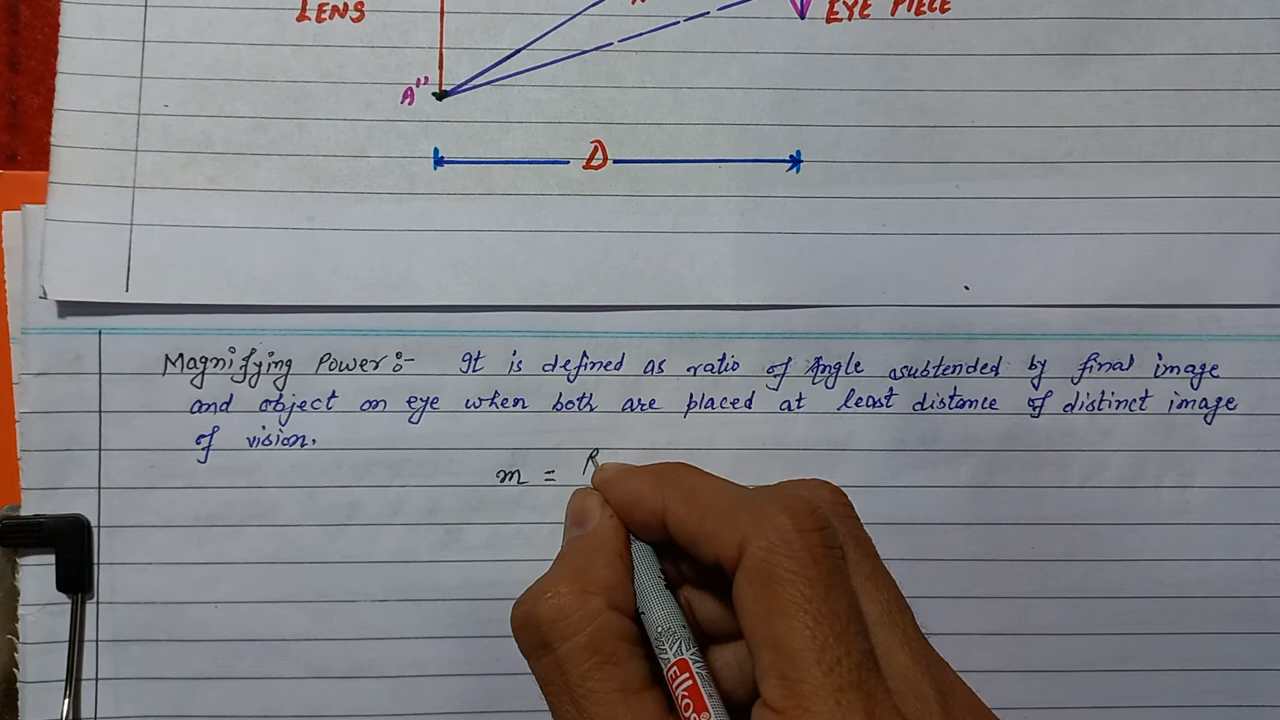 LENS
EYE PIECE
A"
D
Magnifying Power:- It is defined as ratio of Angle subtended by final image
and object on eye when both are placed at least distance of distinct image
of vision.
m = β
Elkos